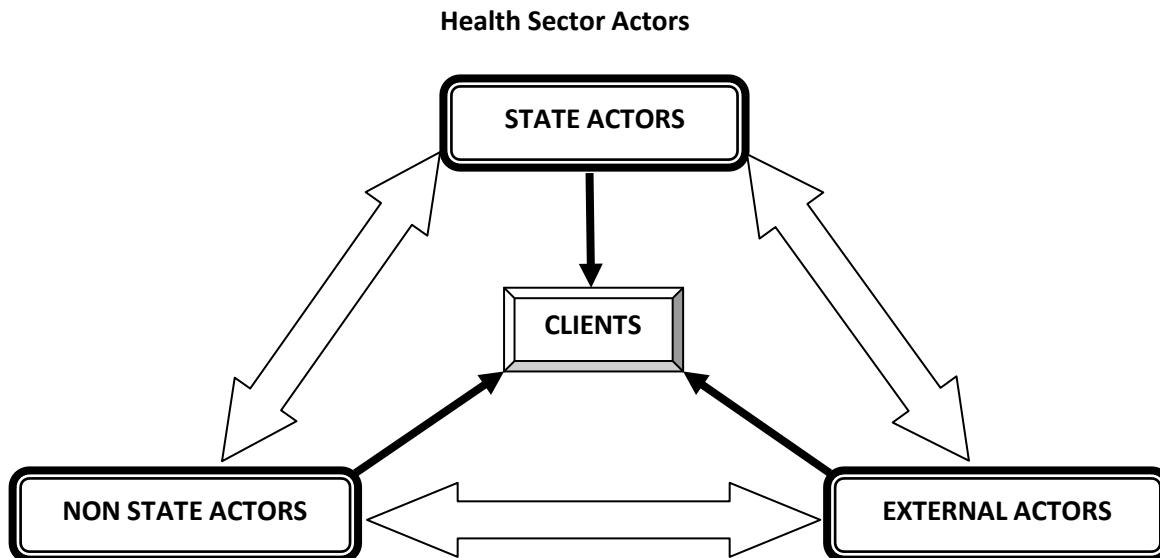 Health Sector Actors
STATE ACTORS
CLIENTS
NON STATE ACTORS
EXTERNAL ACTORS